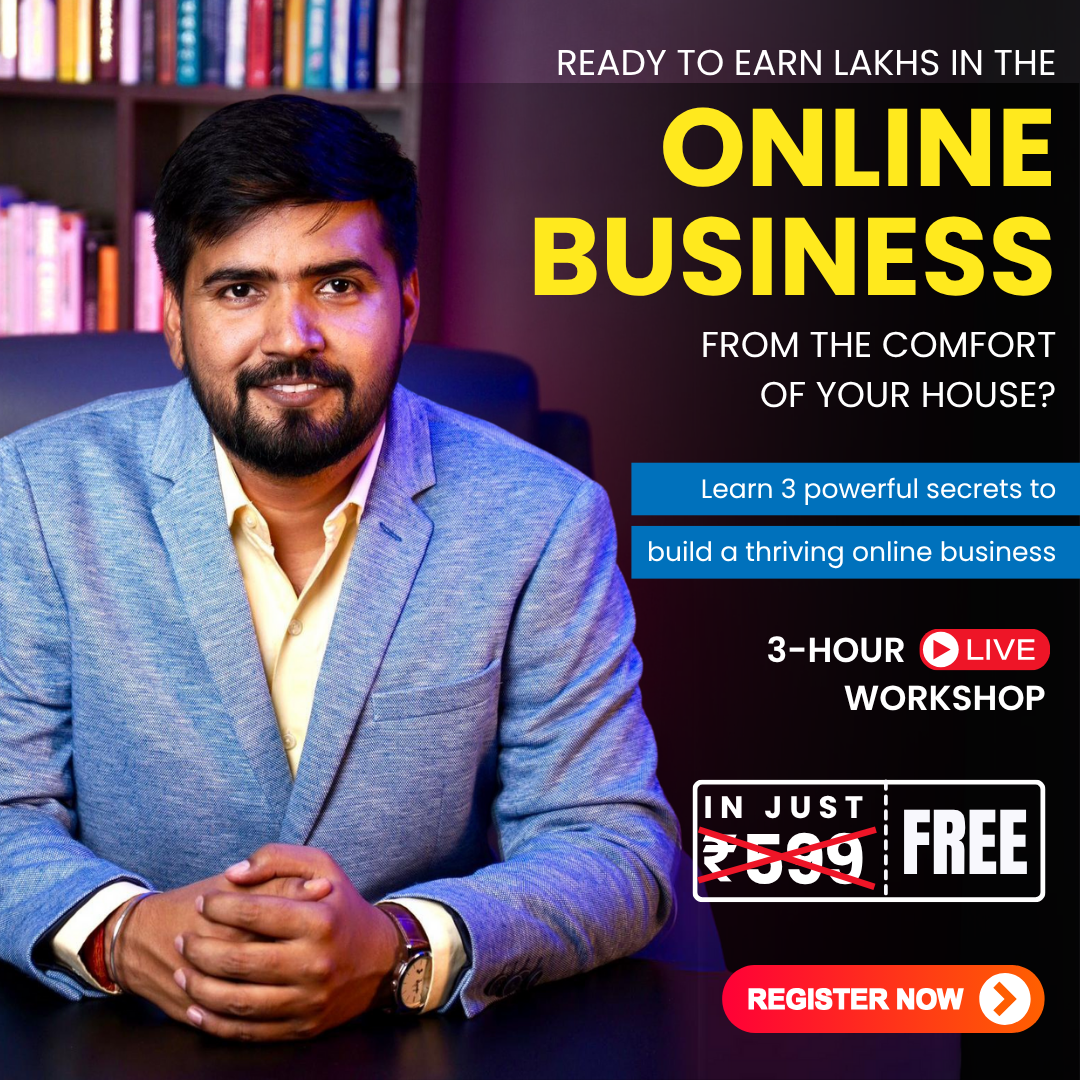 READY TO EARN LAKHS IN THE
ONLINE
BUSINESS
FROM THE COMFORT
OF YOUR HOUSE?
Learn 3 powerful secrets to
build a thriving online business
3-HOUR LIVE
WORKSHOP
IN JUST
₹599
FREE
REGISTER NOW